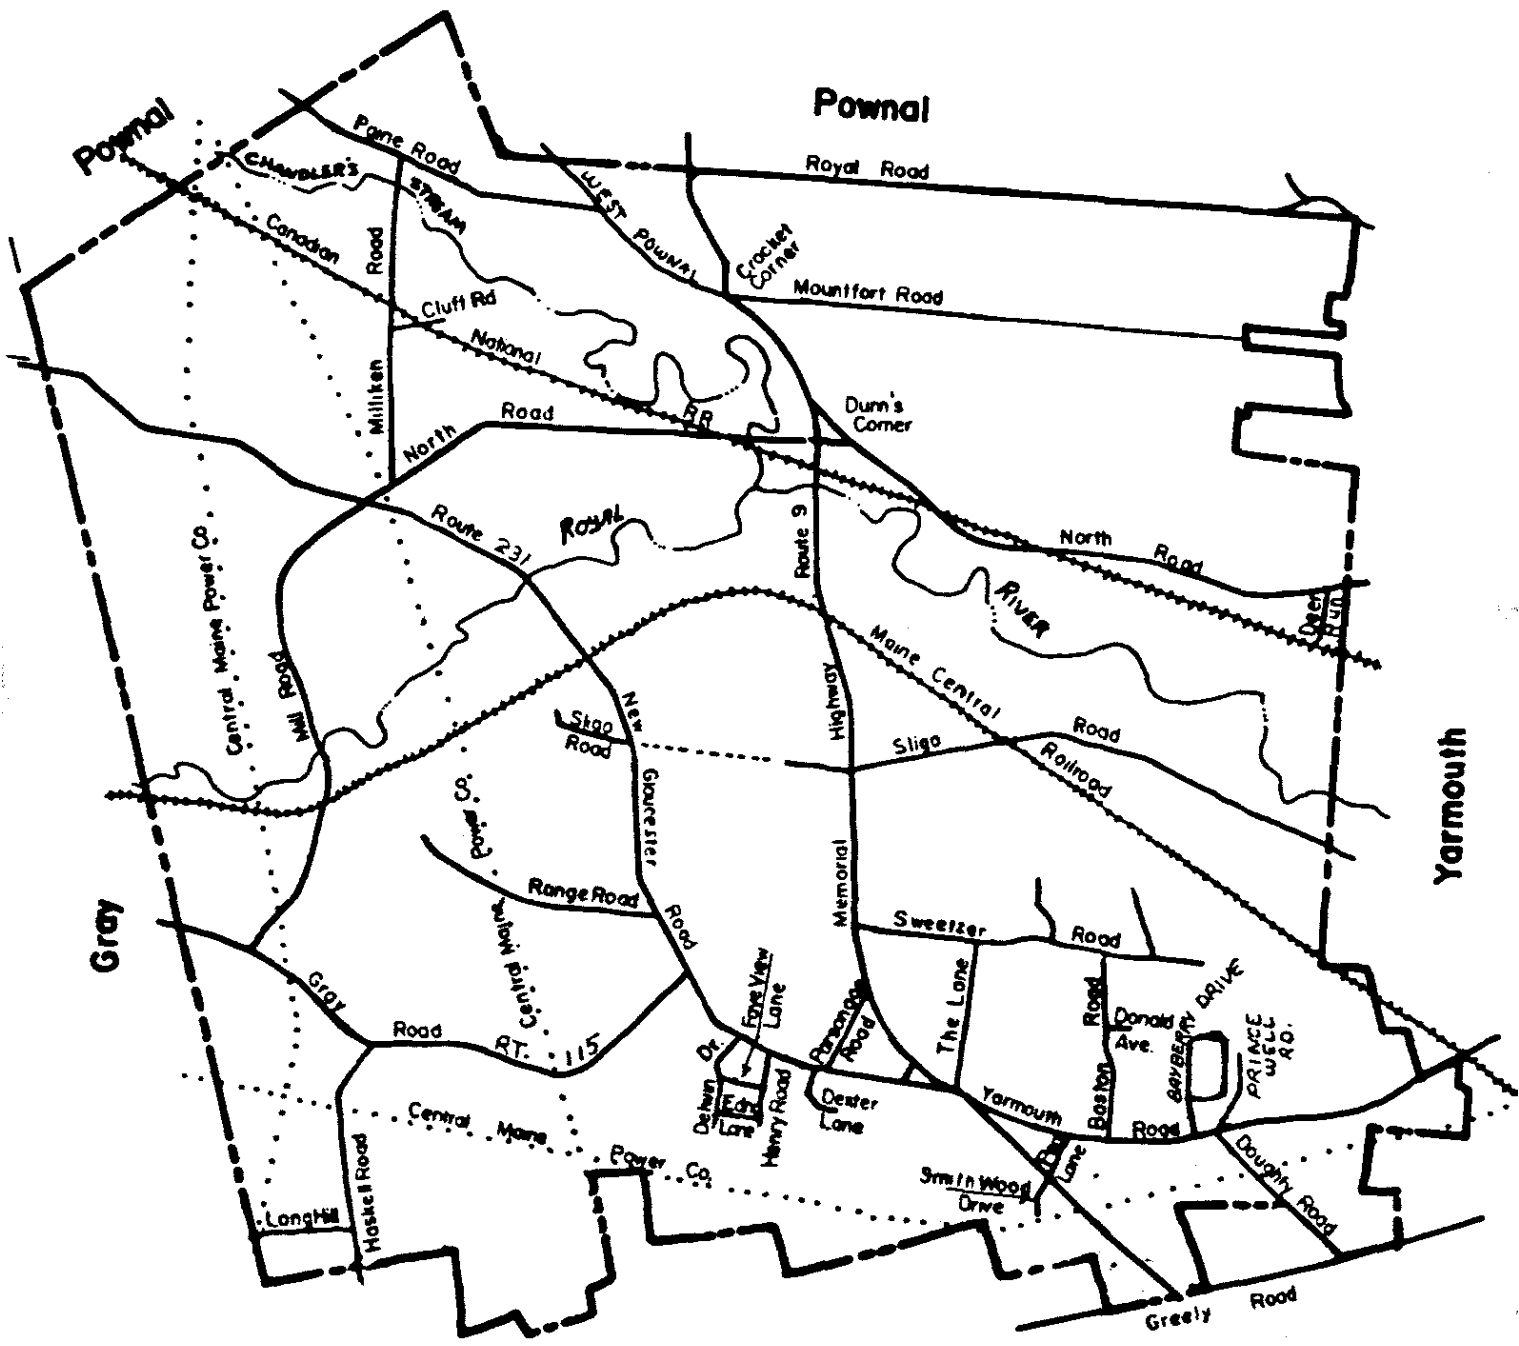 Pownal
Pownal
Royal Road
Paine Road
CHANDLER'S
STREAM
WEST
POWNAL
Crocket
Corner
Canadian
Road
Mountfort Road
Cluff Rd
National
Milliken
RR
Road
North
Dunn's
Corner
Route 231
ROYAL
Route 9
North Road
RIVER
Deer
Run
Central Maine Power Co
Mill Road
New
Maine Central
Highway
Road
Sligo
Railroad
Road
Gloucester
Yarmouth
Power
Memorial
Range Road
Road
Sweetzer Road
Gray
Central Maine
Gray
Road RT. 115
Faye View
Lane
Parsonage
Road
The Lane
Road
Donald
Ave.
BAYBERRY DRIVE
PRINCE
WELL
RD.
Dr.
Delwin
Lane
Henry Road
Dexter
Lane
Yarmouth
Boston
Road
Central Maine
Power Co.
Lane
Smith Wood
Drive
Doughty Road
Haskell Road
Long Hill
Greely Road